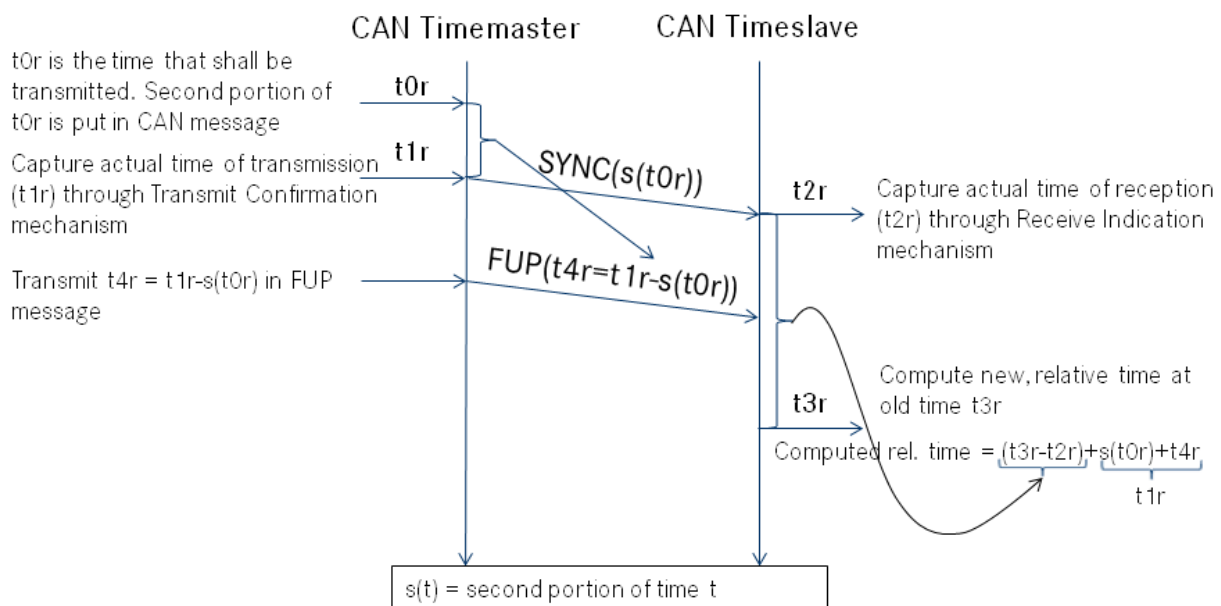 CAN Timemaster
CAN Timeslave
t0r is the time that shall be
transmitted. Second portion of
t0r is put in CAN message
t0r
Capture actual time of transmission
(t1r) through Transmit Confirmation
mechanism
t1r
SYNC(s(t0r))
t2r
Capture actual time of reception
(t2r) through Receive Indication
mechanism
Transmit t4r = t1r-s(t0r) in FUP
message
FUP(t4r=t1r-s(t0r))
t3r
Compute new, relative time at
old time t3r
Computed rel. time = (t3r-t2r)+s(t0r)+t4r
t1r
s(t) = second portion of time t